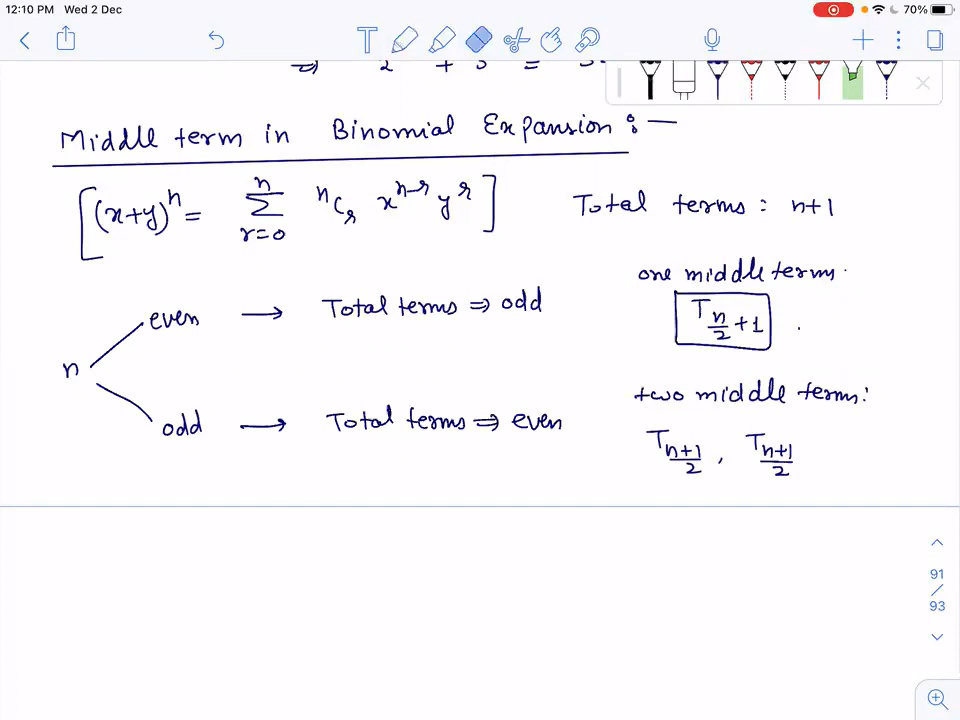 12:10 PM Wed 2 Dec 70%
Middle term in Binomial Expansion :—
[(x+y)^n = Σ_{r=0}^{n} ^nC_r x^{n-r} y^r] Total terms: n+1
one middle terms.
even → Total terms ⇒ odd T_{n/2+1}
n
two middle terms:
odd → Total terms ⇒ even
T_{(n+1)/2}, T_{(n+1)/2}
91
/
93